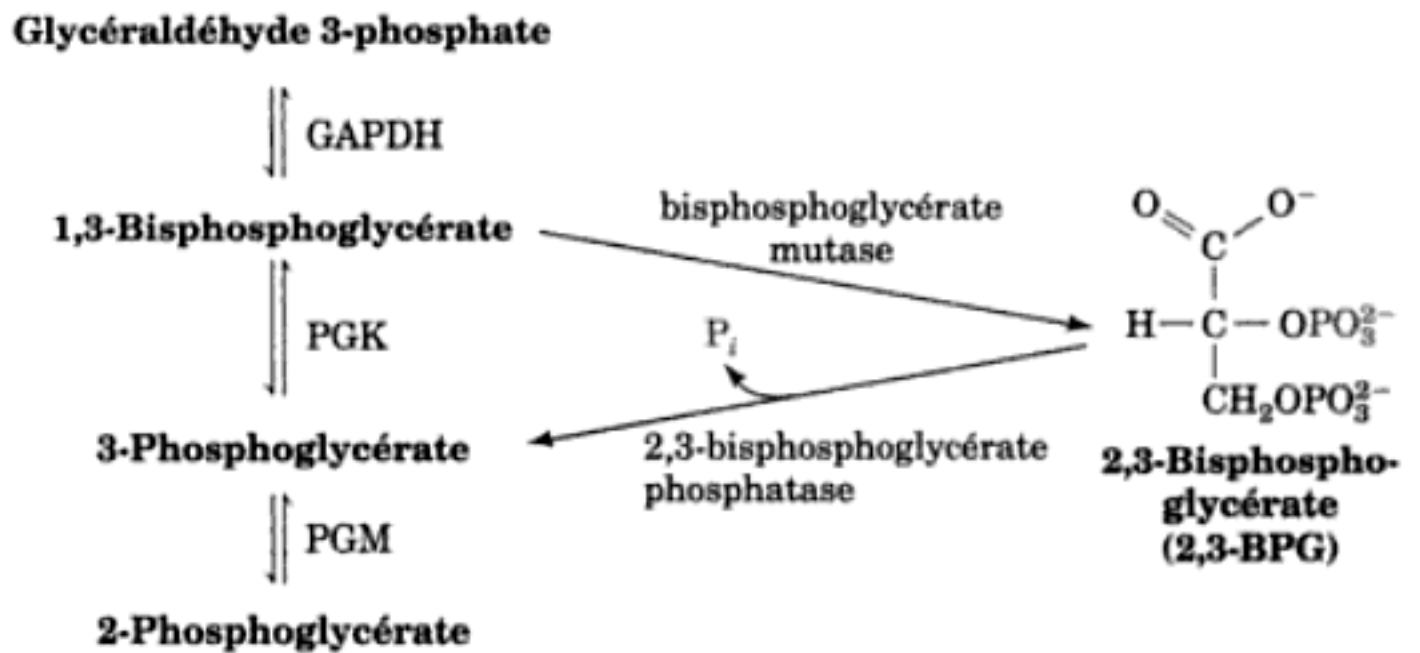 Glycéraldéhyde 3-phosphate
GAPDH
1,3-Bisphosphoglycérate
bisphosphoglycérate
mutase
PGK
P_i
3-Phosphoglycérate
2,3-bisphosphoglycérate
phosphatase
PGM
2-Phosphoglycérate
O O⁻
C
H—C—OPO₃²⁻
CH₂OPO₃²⁻
2,3-Bisphospho-
glycérate
(2,3-BPG)